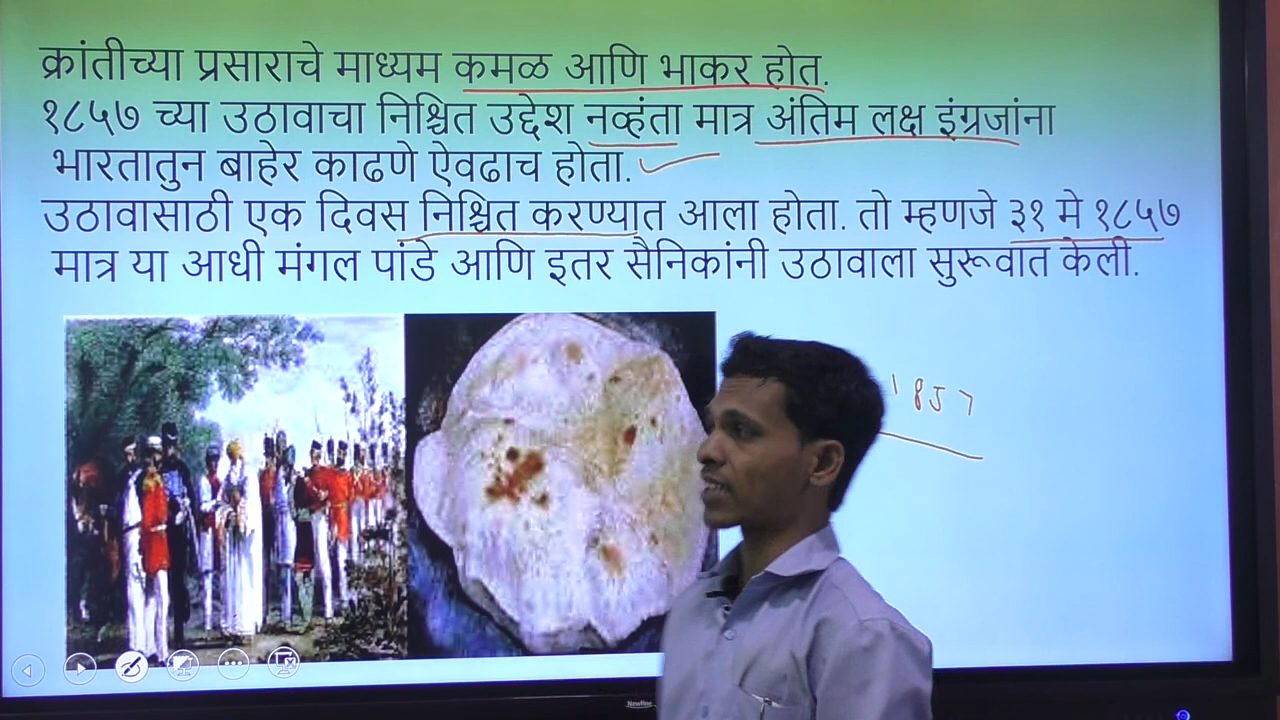 क्रांतीच्या प्रसाराचे माध्यम कमळ आणि भाकर होत.
१८५७ च्या उठावाचा निश्चित उद्देश नव्हंता मात्र अंतिम लक्ष इंग्रजांना
भारतातुन बाहेर काढणे ऐवढाच होता.
उठावासाठी एक दिवस निश्चित करण्यात आला होता. तो म्हणजे ३१ मे १८५७
मात्र या आधी मंगल पांडे आणि इतर सैनिकांनी उठावाला सुरूवात केली.
1857